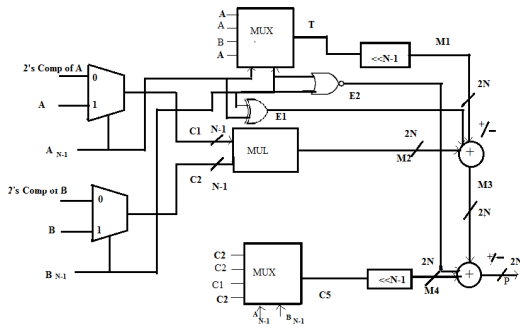 A
A
B
A
MUX
T
<<N-1
M1
2N
+/-
2's Comp of A
0
A
1
A N-1
E2
E1
C1
N-1
MUL
2N
M2
+
M3
C2
N-1
2's Comp of B
0
B
1
B N-1
2N
C2
C2
C1
C2
MUX
C5
<<N-1
2N
M4
+/-
+
2N
P
A N-1
B N-1